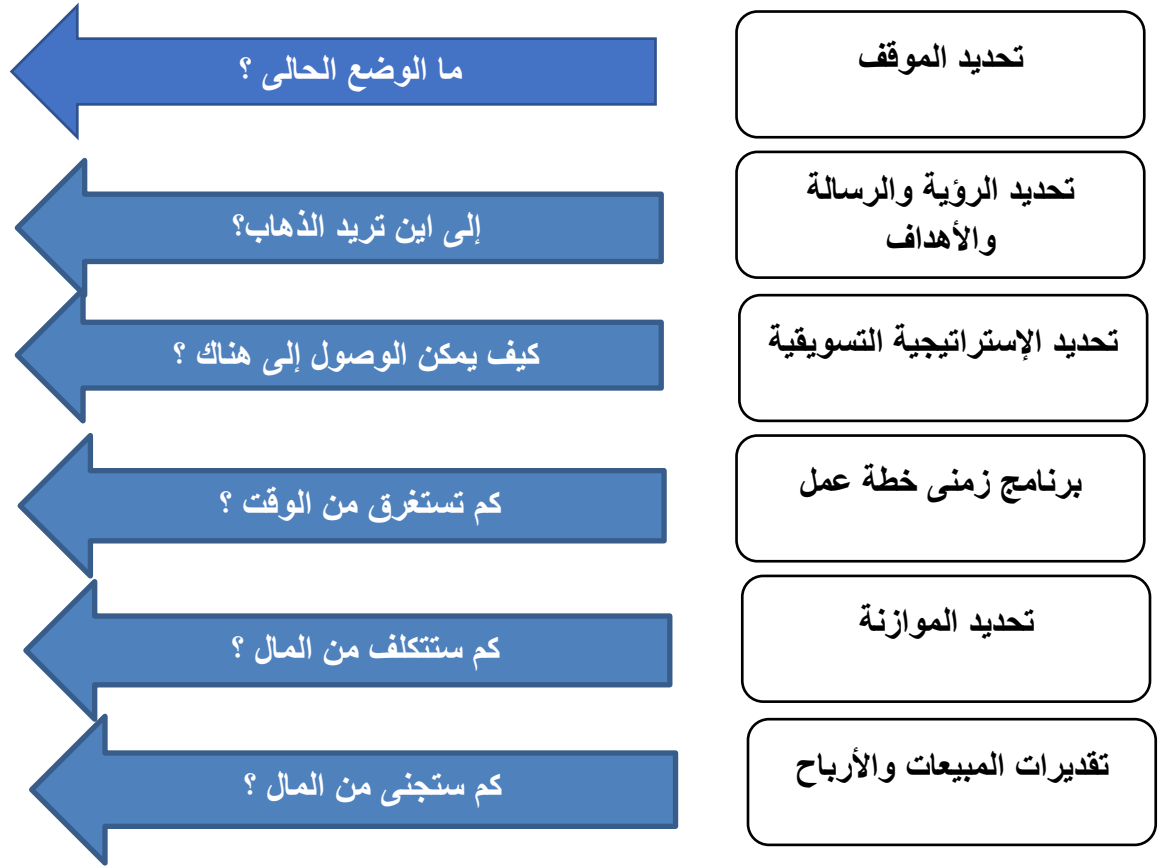 تحديد الموقف
ما الوضع الحالى ؟
تحديد الرؤية والرسالة
والأهداف
إلى اين تريد الذهاب؟
تحديد الإستراتيجية التسويقية
كيف يمكن الوصول إلى هناك ؟
برنامج زمنى خطة عمل
كم تستغرق من الوقت ؟
تحديد الموازنة
كم ستتكلف من المال ؟
تقديرات المبيعات والأرباح
كم ستجنى من المال ؟